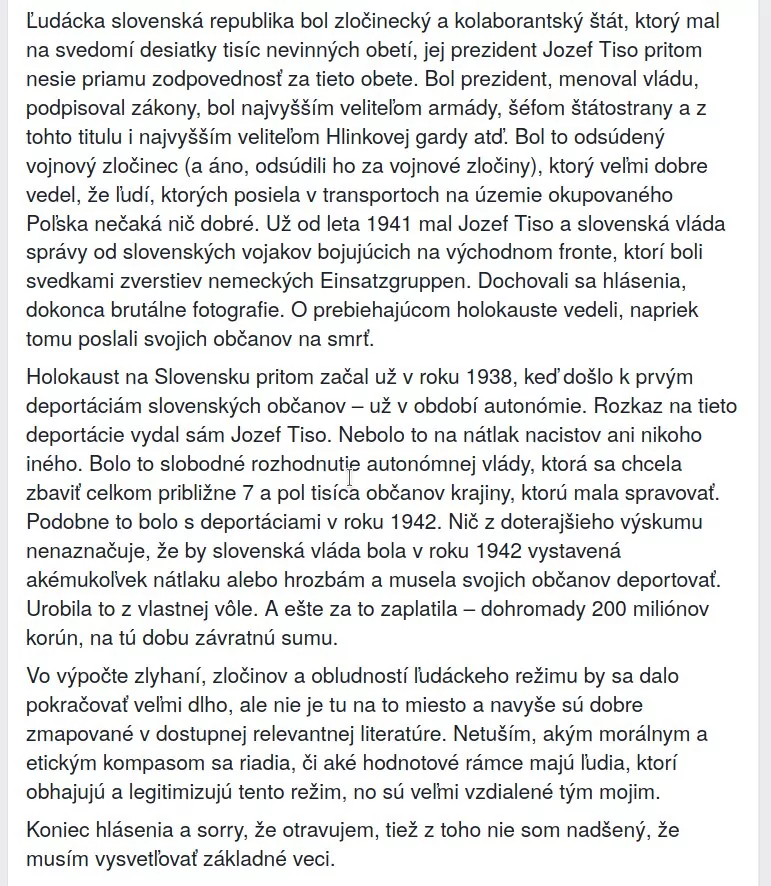 Ľudácka slovenská republika bol zločinecký a kolaborantský štát, ktorý mal
na svedomí desiatky tisíc nevinných obetí, jej prezident Jozef Tiso pritom
nesie priamu zodpovednosť za tieto obete. Bol prezident, menoval vládu,
podpisoval zákony, bol najvyšším veliteľom armády, šéfom štátostrany a z
tohto titulu i najvyšším veliteľom Hlinkovej gardy atď. Bol to odsúdený
vojnový zločinec (a áno, odsúdili ho za vojnové zločiny), ktorý veľmi dobre
vedel, že ľudí, ktorých posiela v transportoch na územie okupovaného
Poľska nečaká nič dobré. Už od leta 1941 mal Jozef Tiso a slovenská vláda
správy od slovenských vojakov bojujúcich na východnom fronte, ktorí boli
svedkami zverstiev nemeckých Einsatzgruppen. Dochovali sa hlásenia,
dokonca brutálne fotografie. O prebiehajúcom holokauste vedeli, napriek
tomu poslali svojich občanov na smrť.
Holokaust na Slovensku pritom začal už v roku 1938, keď došlo k prvým
deportáciám slovenských občanov – už v období autonómie. Rozkaz na tieto
deportácie vydal sám Jozef Tiso. Nebolo to na nátlak nacistov ani nikoho
iného. Bolo to slobodné rozhodnutie autonómnej vlády, ktorá sa chcela
zbaviť celkom približne 7 a pol tisíca občanov krajiny, ktorú mala spravovať.
Podobne to bolo s deportáciami v roku 1942. Nič z doterajšieho výskumu
nenaznačuje, že by slovenská vláda bola v roku 1942 vystavená
akémukoľvek nátlaku alebo hrozbám a musela svojich občanov deportovať.
Urobila to z vlastnej vôle. A ešte za to zaplatila – dohromady 200 miliónov
korún, na tú dobu závratnú sumu.
Vo výpočte zlyhaní, zločinov a obludností ľudáckeho režimu by sa dalo
pokračovať veľmi dlho, ale nie je tu na to miesto a navyše sú dobre
zmapované v dostupnej relevantnej literatúre. Netuším, akým morálnym a
etickým kompasom sa riadia, či aké hodnotové rámce majú ľudia, ktorí
obhajujú a legitimizujú tento režim, no sú veľmi vzdialené tým mojim.
Koniec hlásenia a sorry, že otravujem, tiež z toho nie som nadšený, že
musím vysvetľovať základné veci.